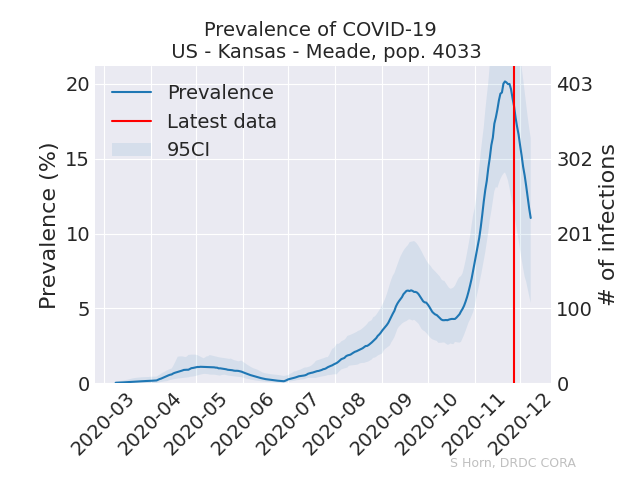 Prevalence of COVID-19
US - Kansas - Meade, pop. 4033
Prevalence
Latest data
95CI
Prevalence (%)
20
15
10
5
0
# of infections
403
302
201
100
0
2020-03
2020-04
2020-05
2020-06
2020-07
2020-08
2020-09
2020-10
2020-11
2020-12
S Horn, DRDC CORA